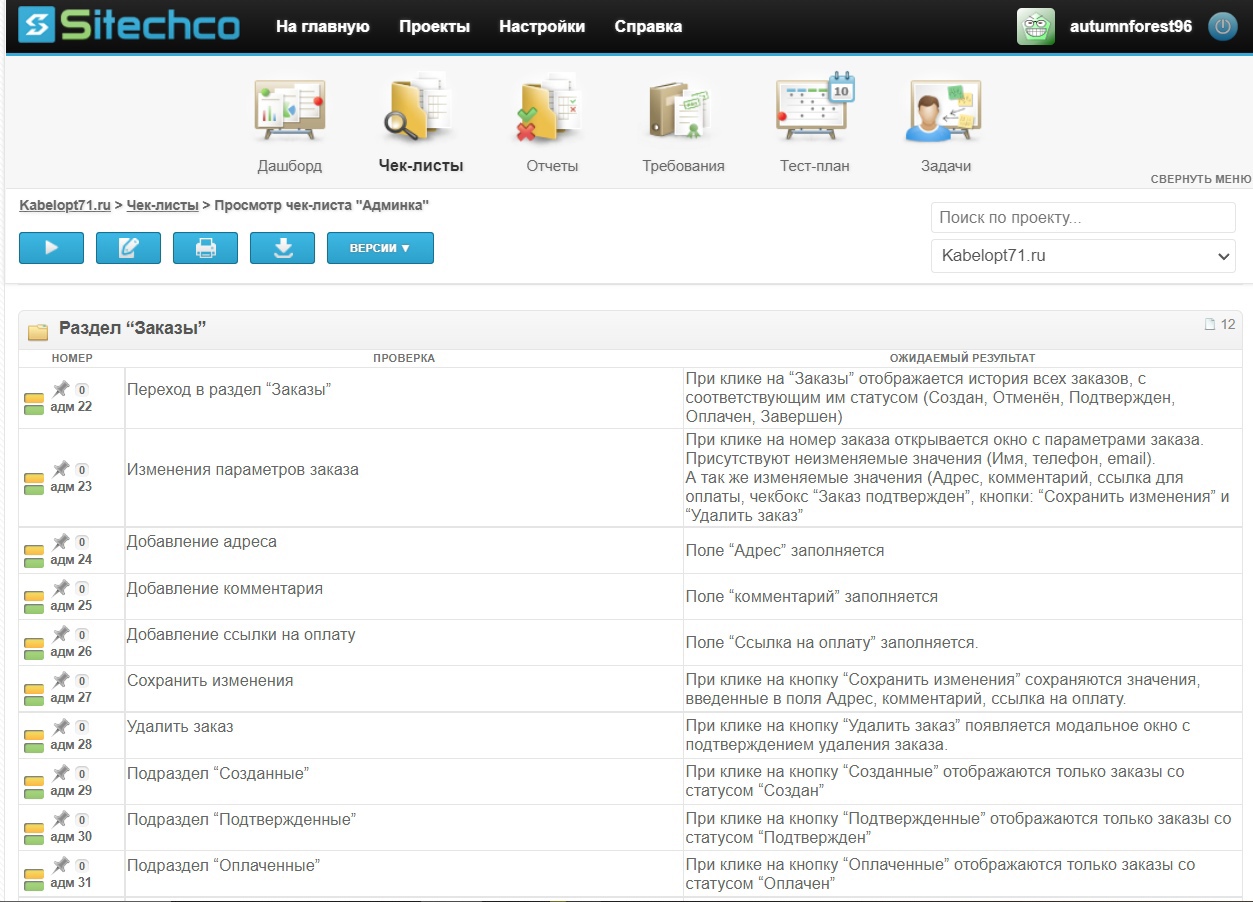 Sitechco
На главную Проекты Настройки Справка
autumnforest96
10
Дашборд Чек-листы Отчеты Требования Тест-план Задачи
СВЕРНУТЬ МЕНЮ
Kabelopt71.ru > Чек-листы > Просмотр чек-листа "Админка"
Поиск по проекту...
ВЕРСИИ ▼
Kabelopt71.ru
Раздел “Заказы”
12
НОМЕР ПРОВЕРКА ОЖИДАЕМЫЙ РЕЗУЛЬТАТ
0
адм 22
Переход в раздел “Заказы”
При клике на “Заказы” отображается история всех заказов, с
соответствующим им статусом (Создан, Отменён, Подтвержден,
Оплачен, Завершен)
0
адм 23
Изменения параметров заказа
При клике на номер заказа открывается окно с параметрами заказа.
Присутствуют неизменяемые значения (Имя, телефон, email).
А так же изменяемые значения (Адрес, комментарий, ссылка для
оплаты, чекбокс “Заказ подтвержден”, кнопки: “Сохранить изменения” и
“Удалить заказ”
0
адм 24
Добавление адреса
Поле “Адрес” заполняется
0
адм 25
Добавление комментария
Поле “комментарий” заполняется
0
адм 26
Добавление ссылки на оплату
Поле “Ссылка на оплату” заполняется.
0
адм 27
Сохранить изменения
При клике на кнопку “Сохранить изменения” сохраняются значения,
введенные в поля Адрес, комментарий, ссылка на оплату.
0
адм 28
Удалить заказ
При клике на кнопку “Удалить заказ” появляется модальное окно с
подтверждением удаления заказа.
0
адм 29
Подраздел “Созданные”
При клике на кнопку “Созданные” отображаются только заказы со
статусом “Создан”
0
адм 30
Подраздел “Подтвержденные”
При клике на кнопку “Подтвержденные” отображаются только заказы со
статусом “Подтвержден”
0
адм 31
Подраздел “Оплаченные”
При клике на кнопку “Оплаченные” отображаются только заказы со
статусом “Оплачен”